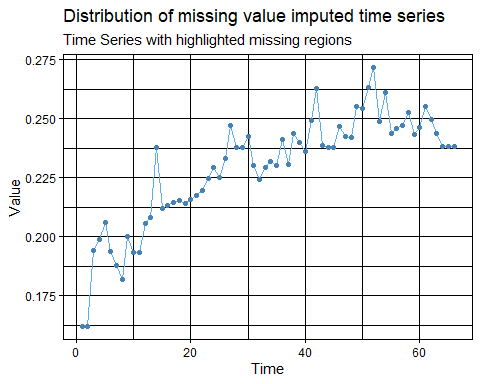 Distribution of missing value imputed time series
Time Series with highlighted missing regions
0.275
0.250
0.225
0.200
0.175
Value
0 20 40 60
Time